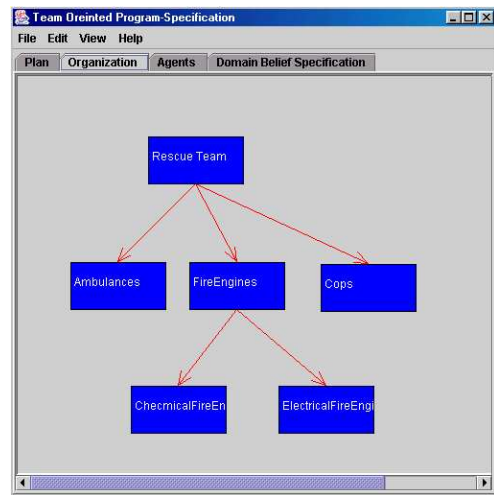 Team Oreinted Program-Specification
File Edit View Help
Plan Organization Agents Domain Belief Specification
Rescue Team
Ambulances FireEngines Cops
ChecmicalFireEn ElectricalFireEngi